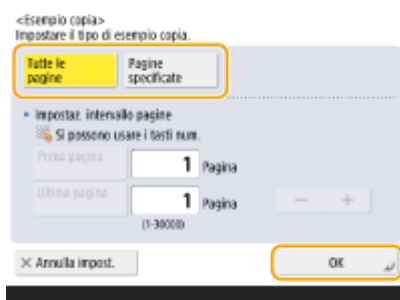 <Esempio copia>
Impostare il tipo di esempio copia.
Tutte le
pagine
Pagine
specificate
Impostaz. intervallo pagine
Si possono usare i tasti num.
Prima pagina
1 Pagina
Ultima pagina
1 Pagina
− +
(1-30000)
× Annulla impost.
OK